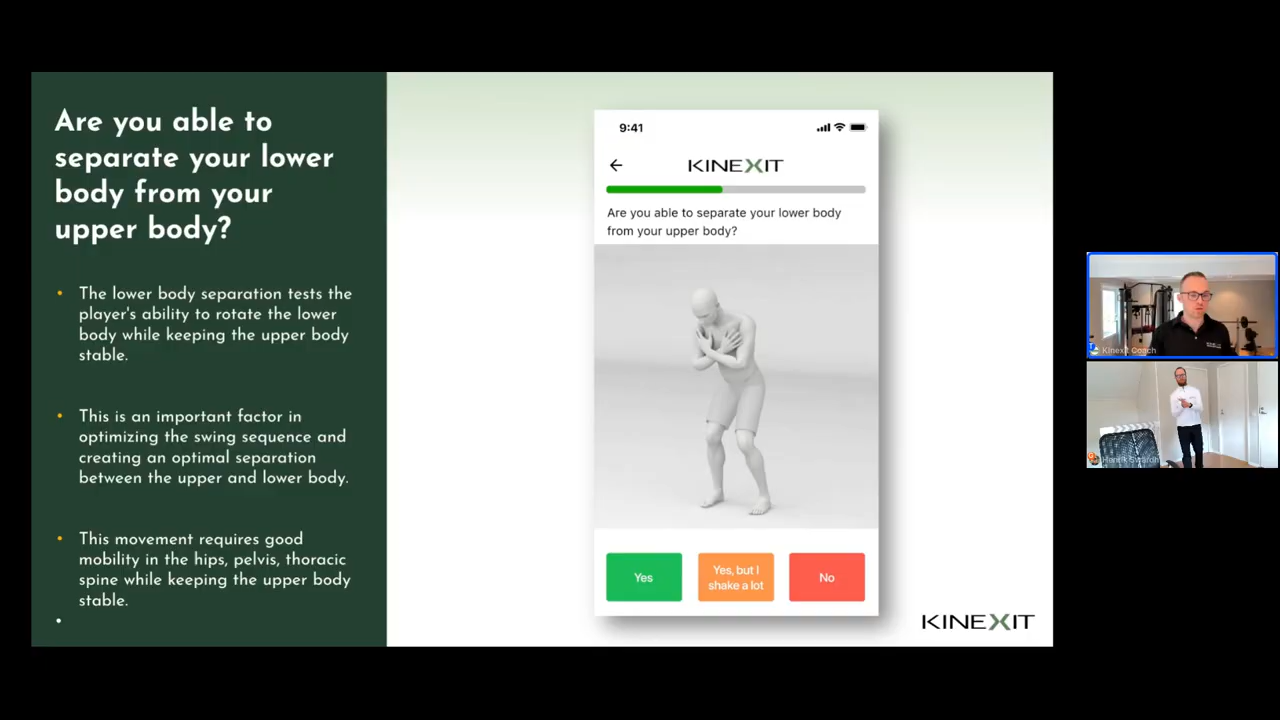 Are you able to
separate your lower
body from your
upper body?
• The lower body separation tests the
player's ability to rotate the lower
body while keeping the upper body
stable.
• This is an important factor in
optimizing the swing sequence and
creating an optimal separation
between the upper and lower body.
• This movement requires good
mobility in the hips, pelvis, thoracic
spine while keeping the upper body
stable.
•
9:41
KINEXIT
Are you able to separate your lower body
from your upper body?
Yes
Yes, but I
shake a lot
No
KINEXIT
Kinexit Coach